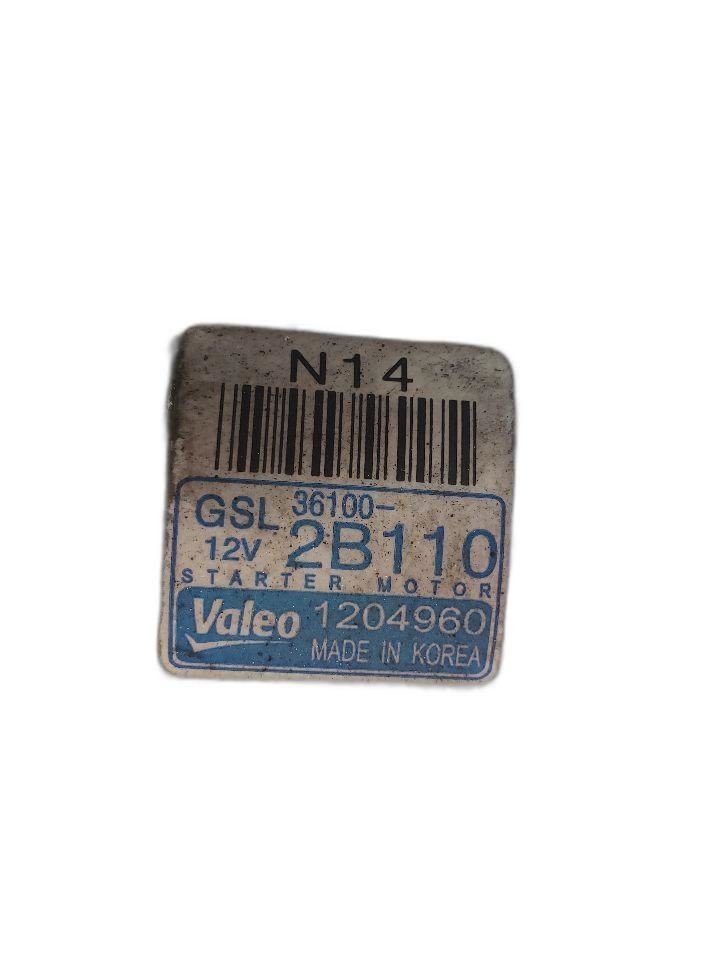 N14
GSL 36100-
12V 2B110
STARTER MOTOR
Valeo 1204960
MADE IN KOREA